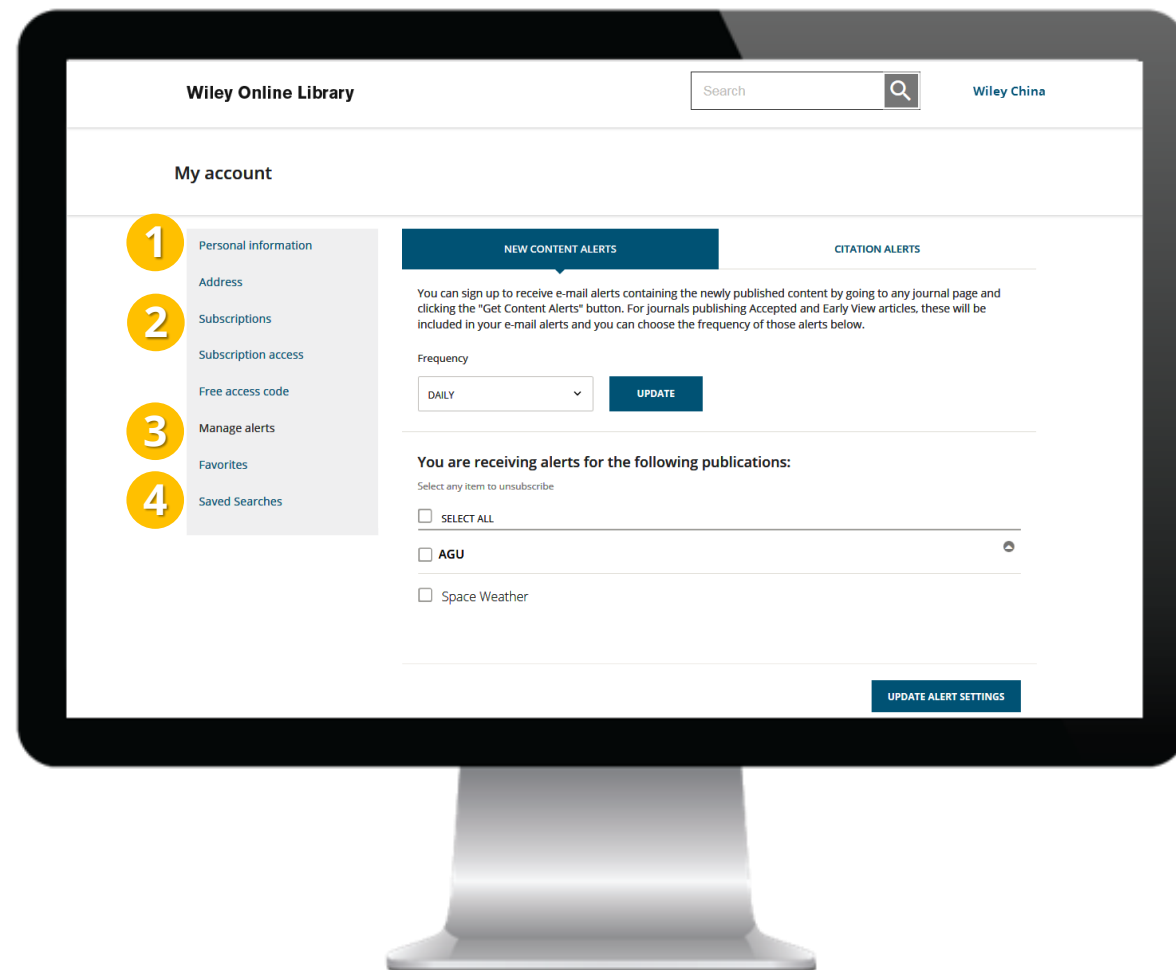 Wiley Online Library
Search
Wiley China
My account
1
Personal information
Address
2
Subscriptions
Subscription access
Free access code
3
Manage alerts
Favorites
4
Saved Searches
NEW CONTENT ALERTS
CITATION ALERTS
You can sign up to receive e-mail alerts containing the newly published content by going to any journal page and
clicking the "Get Content Alerts" button. For journals publishing Accepted and Early View articles, these will be
included in your e-mail alerts and you can choose the frequency of those alerts below.
Frequency
DAILY
UPDATE
You are receiving alerts for the following publications:
Select any item to unsubscribe
SELECT ALL
AGU
Space Weather
UPDATE ALERT SETTINGS